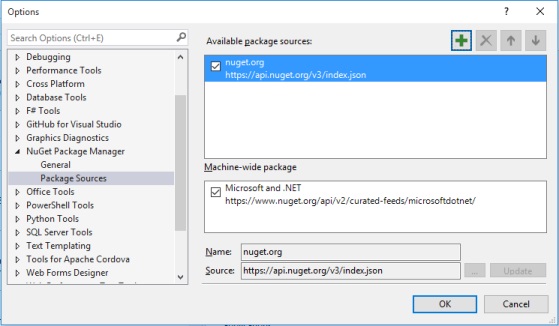 Options
?
Search Options (Ctrl+E)
Debugging
Performance Tools
Cross Platform
Database Tools
F# Tools
GitHub for Visual Studio
Graphics Diagnostics
NuGet Package Manager
General
Package Sources
Office Tools
PowerShell Tools
Python Tools
SQL Server Tools
Text Templating
Tools for Apache Cordova
Web Forms Designer
Available package sources:
nuget.org
https://api.nuget.org/v3/index.json
Machine-wide package
Microsoft and .NET
https://www.nuget.org/api/v2/curated-feeds/microsoftdotnet/
Name: nuget.org
Source: https://api.nuget.org/v3/index.json ... Update
OK Cancel